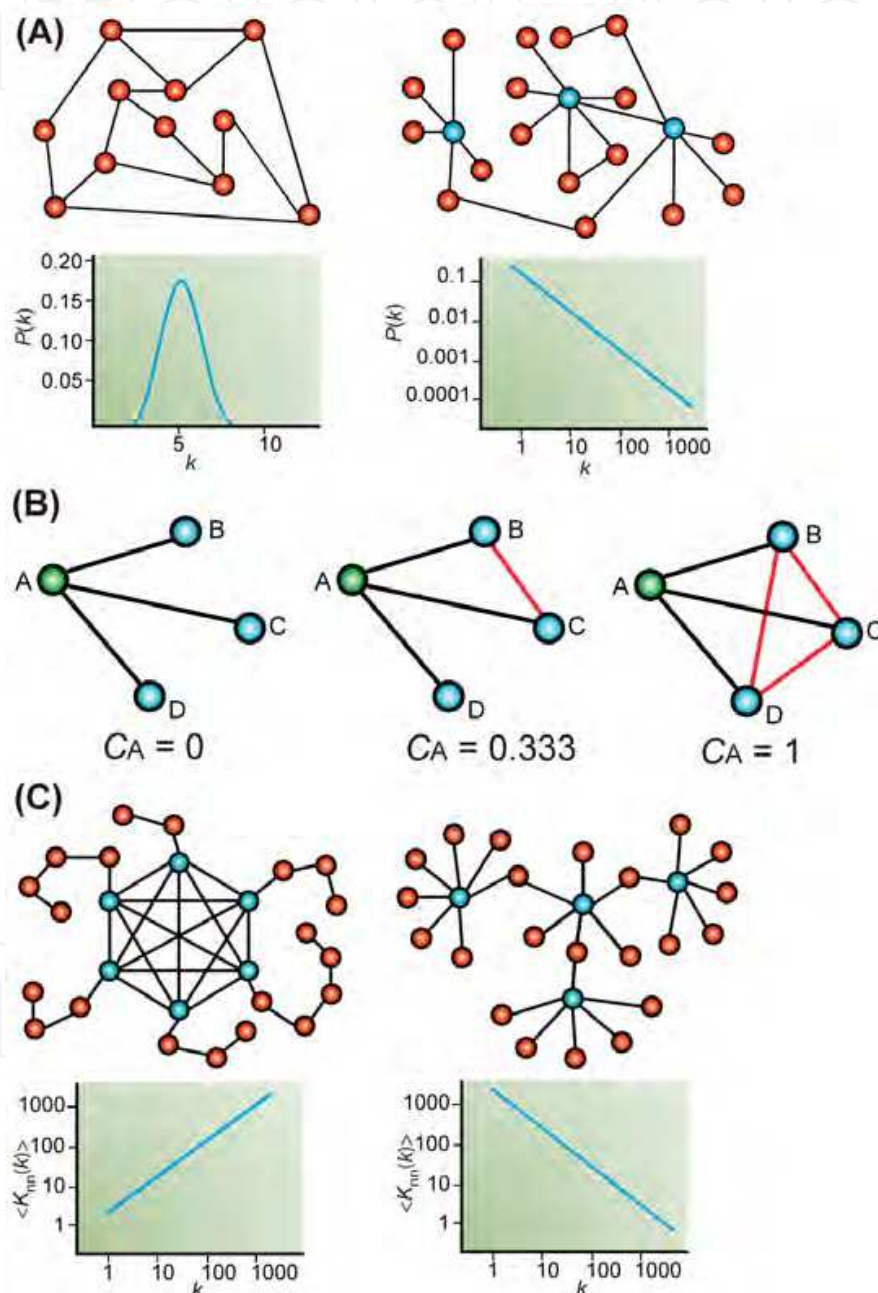 (A)
0.20
0.15
0.10
0.05
P(k)
5 10
k
0.1
0.01
0.001
0.0001
P(k)
1 10 100 1000
k
(B)
A B C D
CA = 0
A B C D
CA = 0.333
A B C D
CA = 1
(C)
1000
100
10
1
<Knn(k)>
1 10 100 1000
k
1000
100
10
1
<Knn(k)>
1 10 100 1000
k